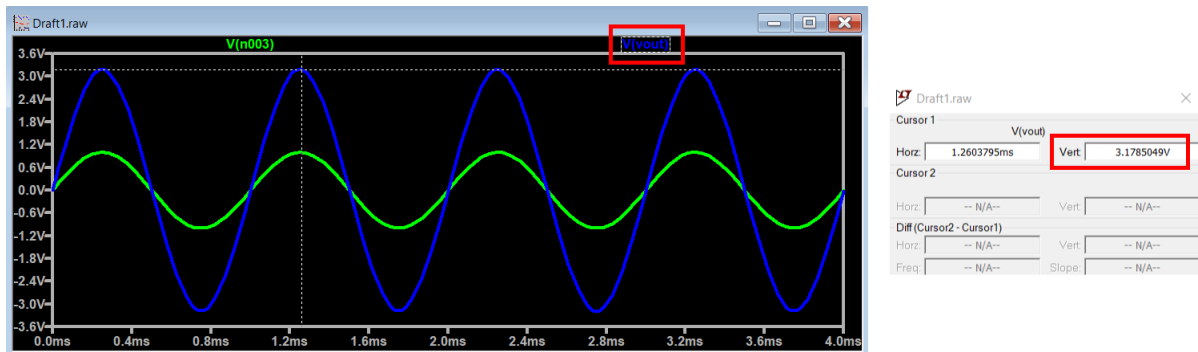 Draft1.raw
V(n003)
V(vout)
3.6V
3.0V
2.4V
1.8V
1.2V
0.6V
0.0V
-0.6V
-1.2V
-1.8V
-2.4V
-3.0V
-3.6V
0.0ms 0.4ms 0.8ms 1.2ms 1.6ms 2.0ms 2.4ms 2.8ms 3.2ms 3.6ms 4.0ms
Draft1.raw
Cursor 1
V(vout)
Horz: 1.2603795ms Vert: 3.1785049V
Cursor 2
Horz: -- N/A-- Vert: -- N/A--
Diff (Cursor2 - Cursor1)
Horz: -- N/A-- Vert: -- N/A--
Freq: -- N/A-- Slope: -- N/A--